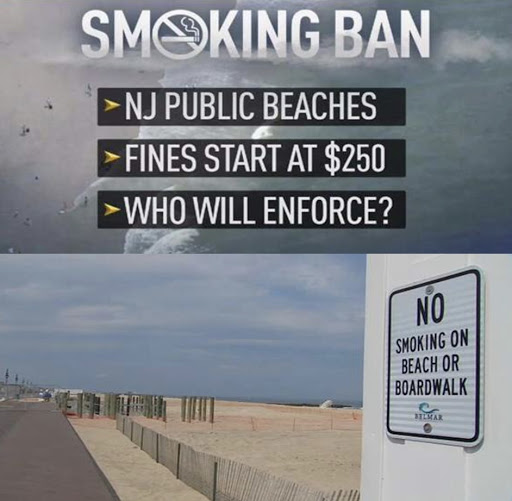 SMOKING BAN
NJ PUBLIC BEACHES
FINES START AT $250
WHO WILL ENFORCE?
NO
SMOKING ON
BEACH OR
BOARDWALK
BELMAR